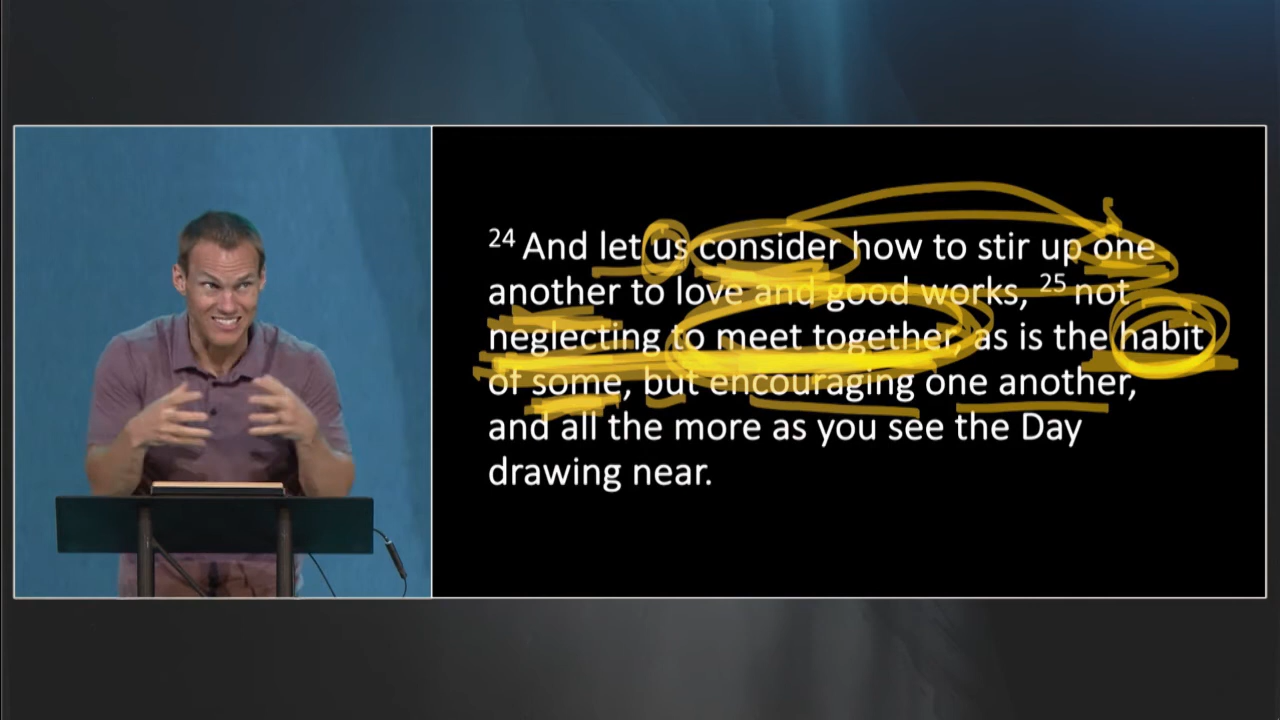 24 And let us consider how to stir up one
another to love and good works, 25 not
neglecting to meet together, as is the habit
of some, but encouraging one another,
and all the more as you see the Day
drawing near.